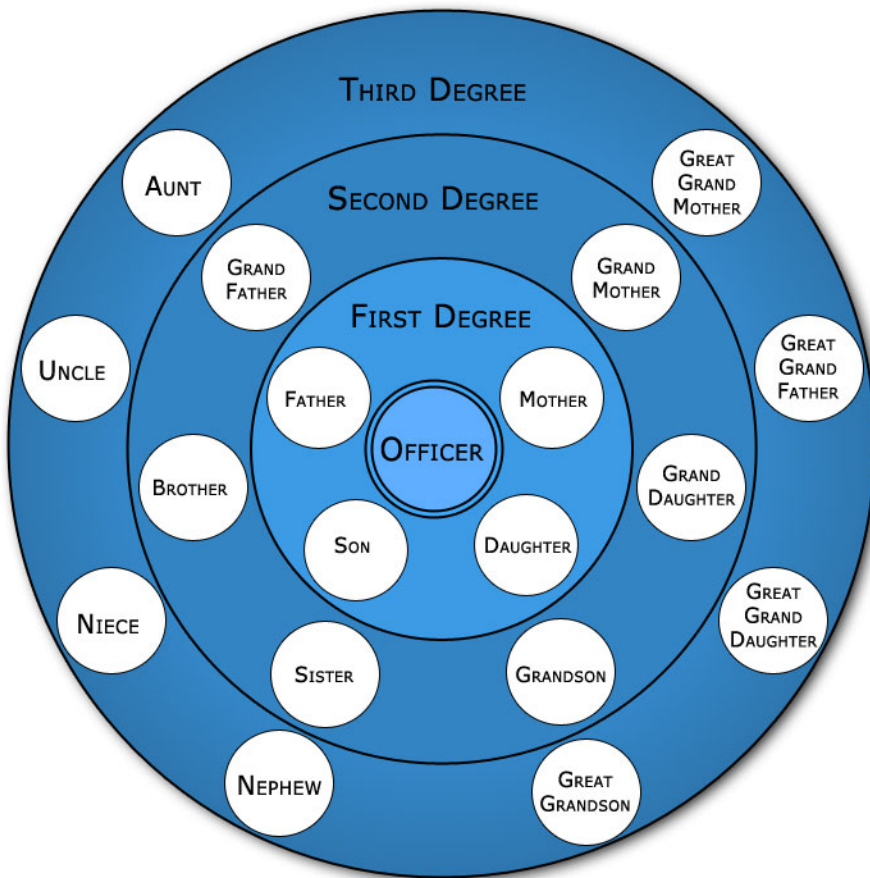 Third Degree
Aunt
Great
Grand
Mother
Second Degree
Grand
Father
Grand
Mother
First Degree
Uncle
Great
Grand
Father
Father
Mother
Officer
Brother
Grand
Daughter
Son
Daughter
Niece
Great
Grand
Daughter
Sister
Grandson
Nephew
Great
Grandson